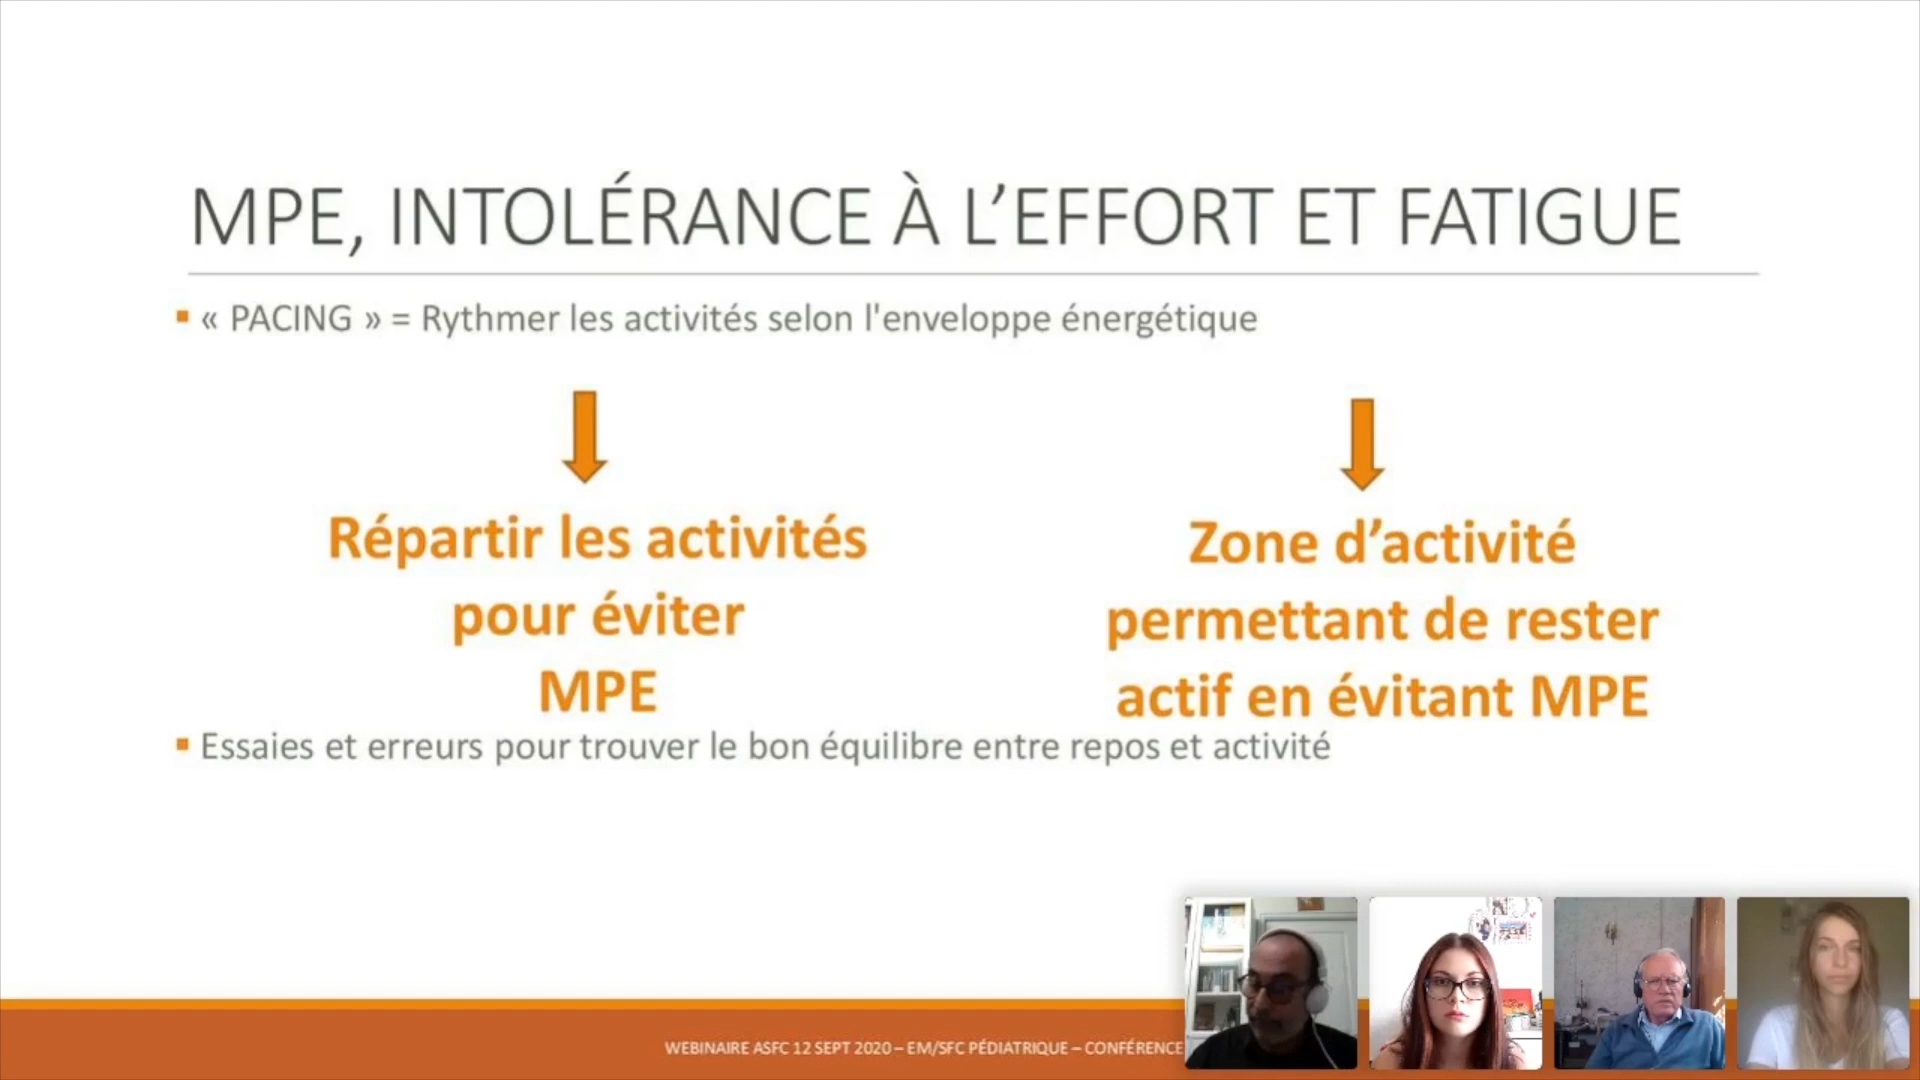 MPE, INTOLÉRANCE À L’EFFORT ET FATIGUE
« PACING » = Rythmer les activités selon l'enveloppe énergétique
Répartir les activités
pour éviter
MPE
Zone d’activité
permettant de rester
actif en évitant MPE
Essaies et erreurs pour trouver le bon équilibre entre repos et activité
WEBINAIRE ASFC 12 SEPT 2020 – EM/SFC PÉDIATRIQUE – CONFÉRENCE